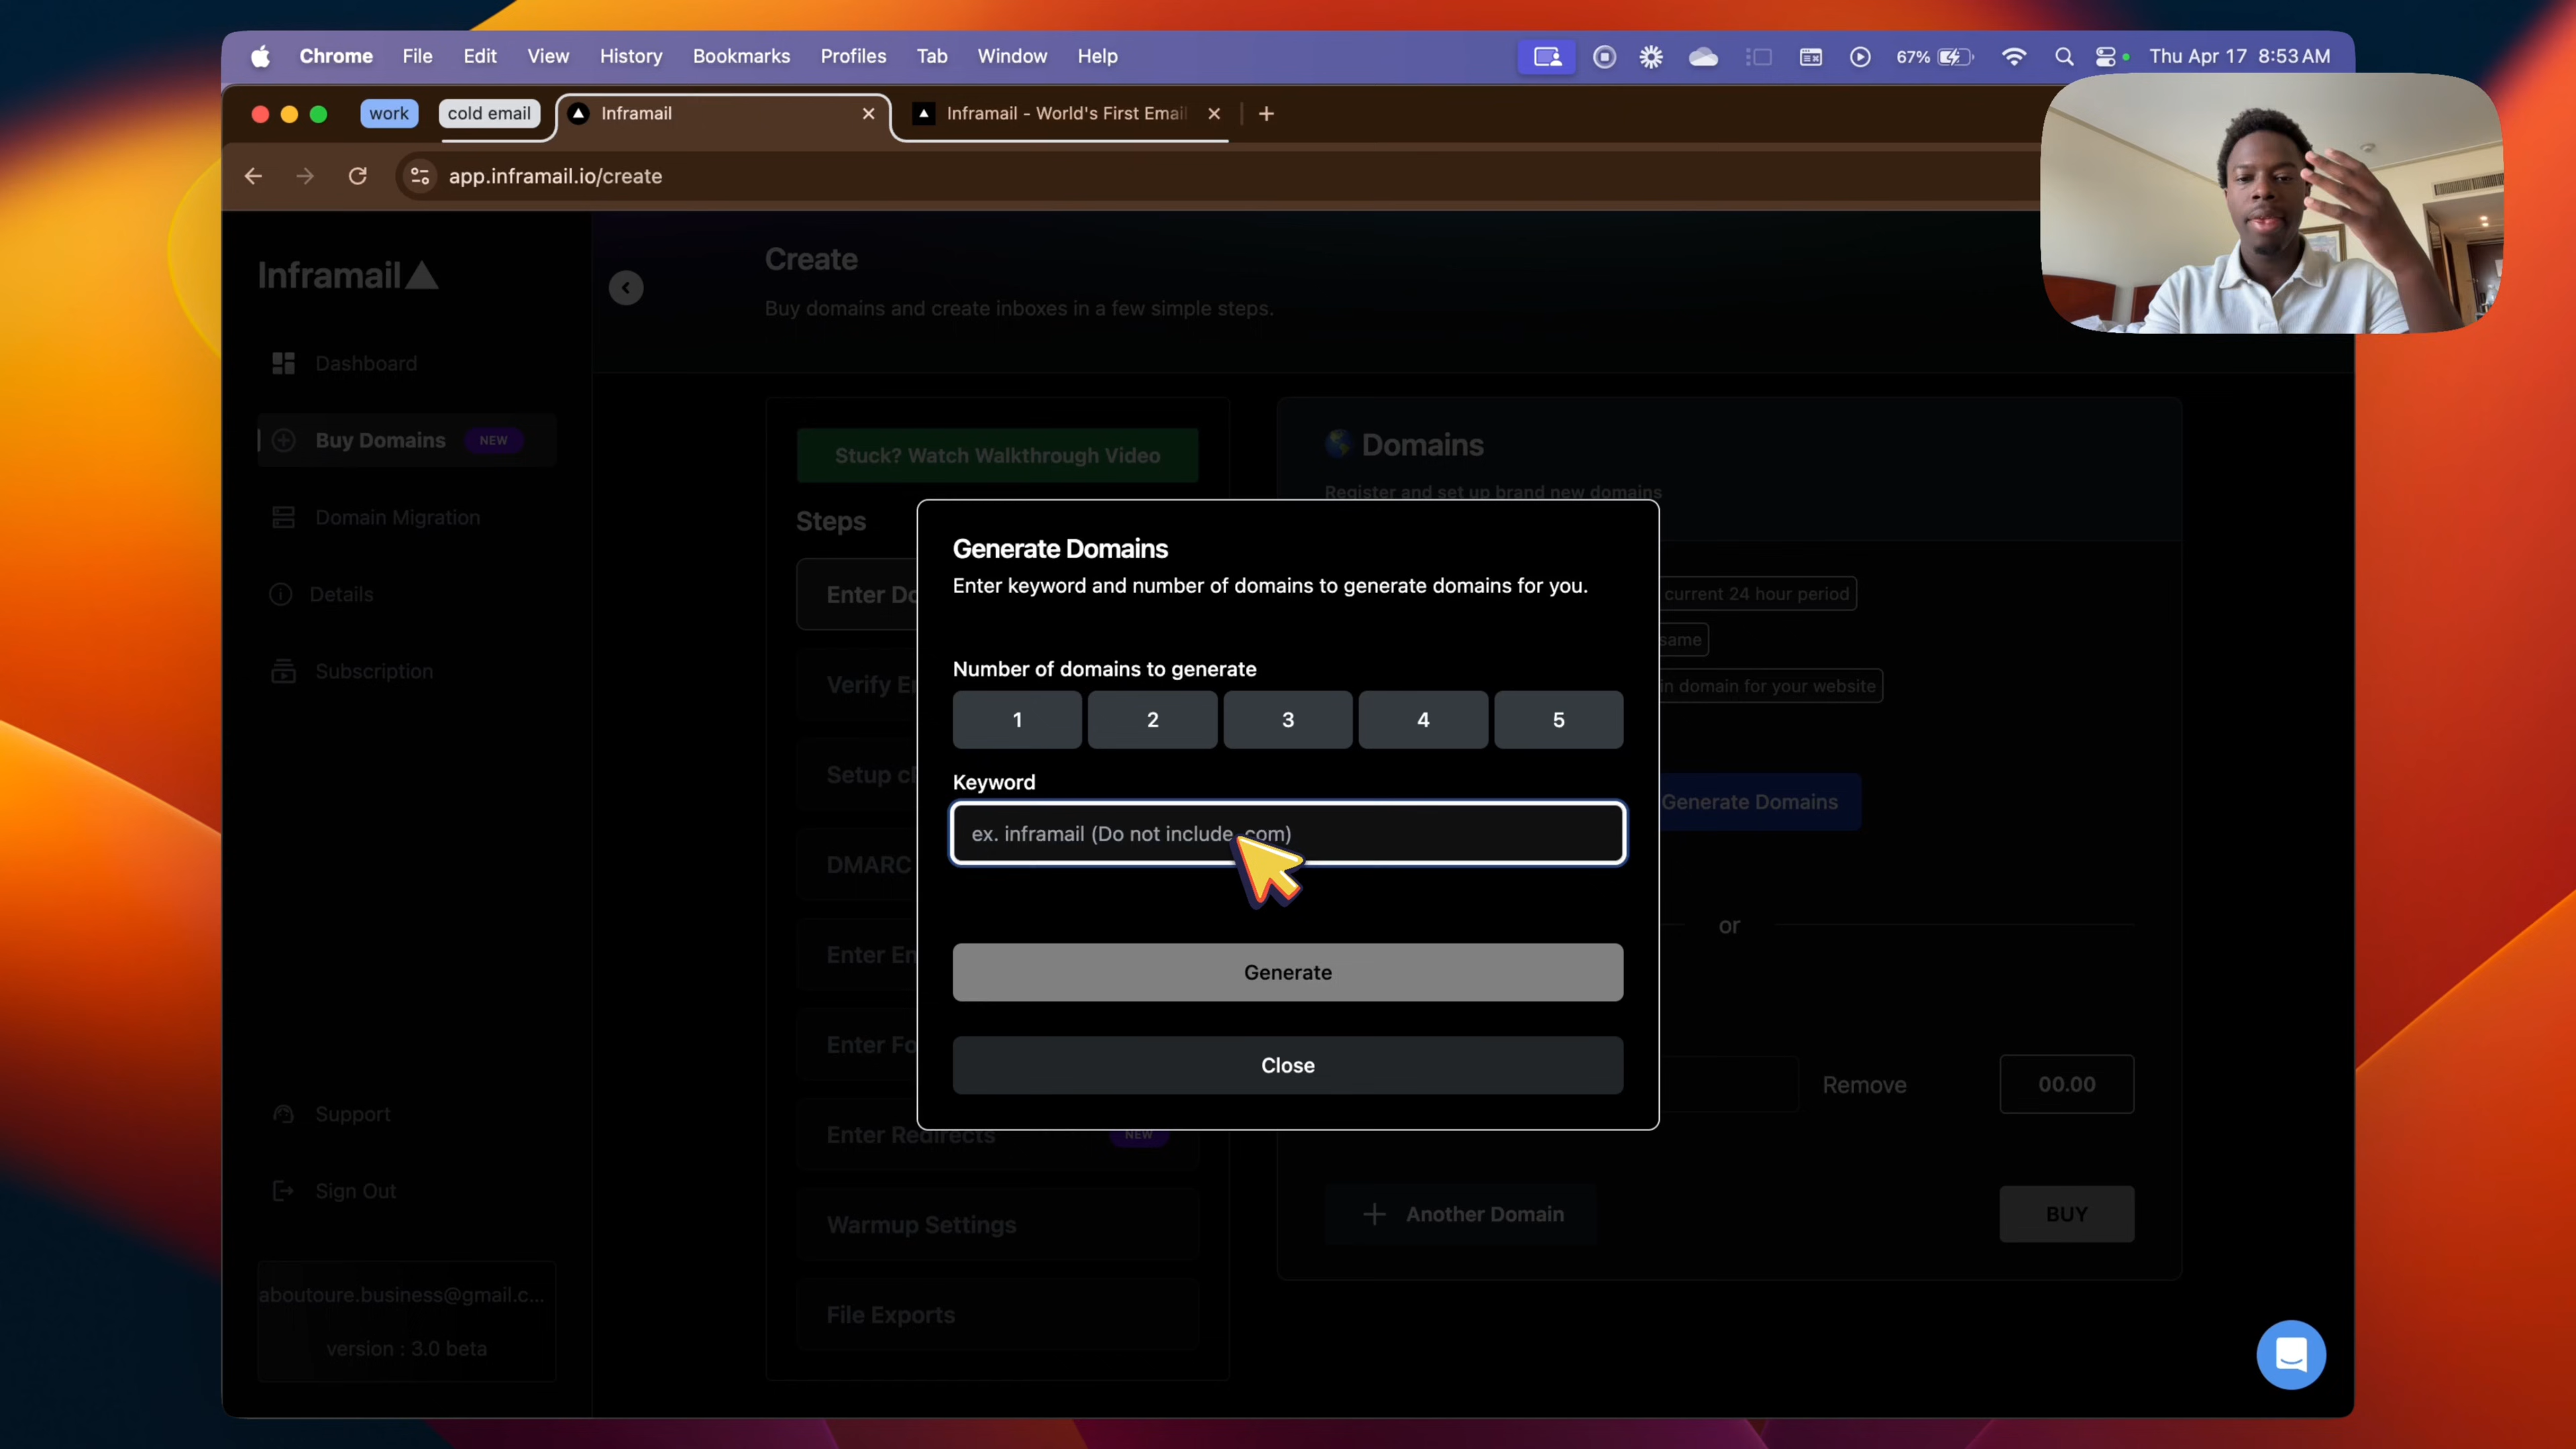 Chrome File Edit View History Bookmarks Profiles Tab Window Help 67% Thu Apr 17 8:53 AM
work cold email Inframail Inframail - World's First Email
app.inframail.io/create
Inframail
Dashboard
Buy Domains NEW
Domain Migration
Details
Subscription
Support
Sign Out
aboutoure.business@gmail.c...
version : 3.0 beta
Create
Buy domains and create inboxes in a few simple steps.
Stuck? Watch Walkthrough Video
Steps
Enter Do
Verify E
Setup c
DMARC
Enter En
Enter Fo
Enter Redirects NEW
Warmup Settings
File Exports
Domains
Register and set up brand new domains
current 24 hour period
same
in domain for your website
Generate Domains
or
Remove 00.00
Another Domain BUY
Generate Domains
Enter keyword and number of domains to generate domains for you.
Number of domains to generate
1 2 3 4 5
Keyword
ex. inframail (Do not include .com)
Generate
Close